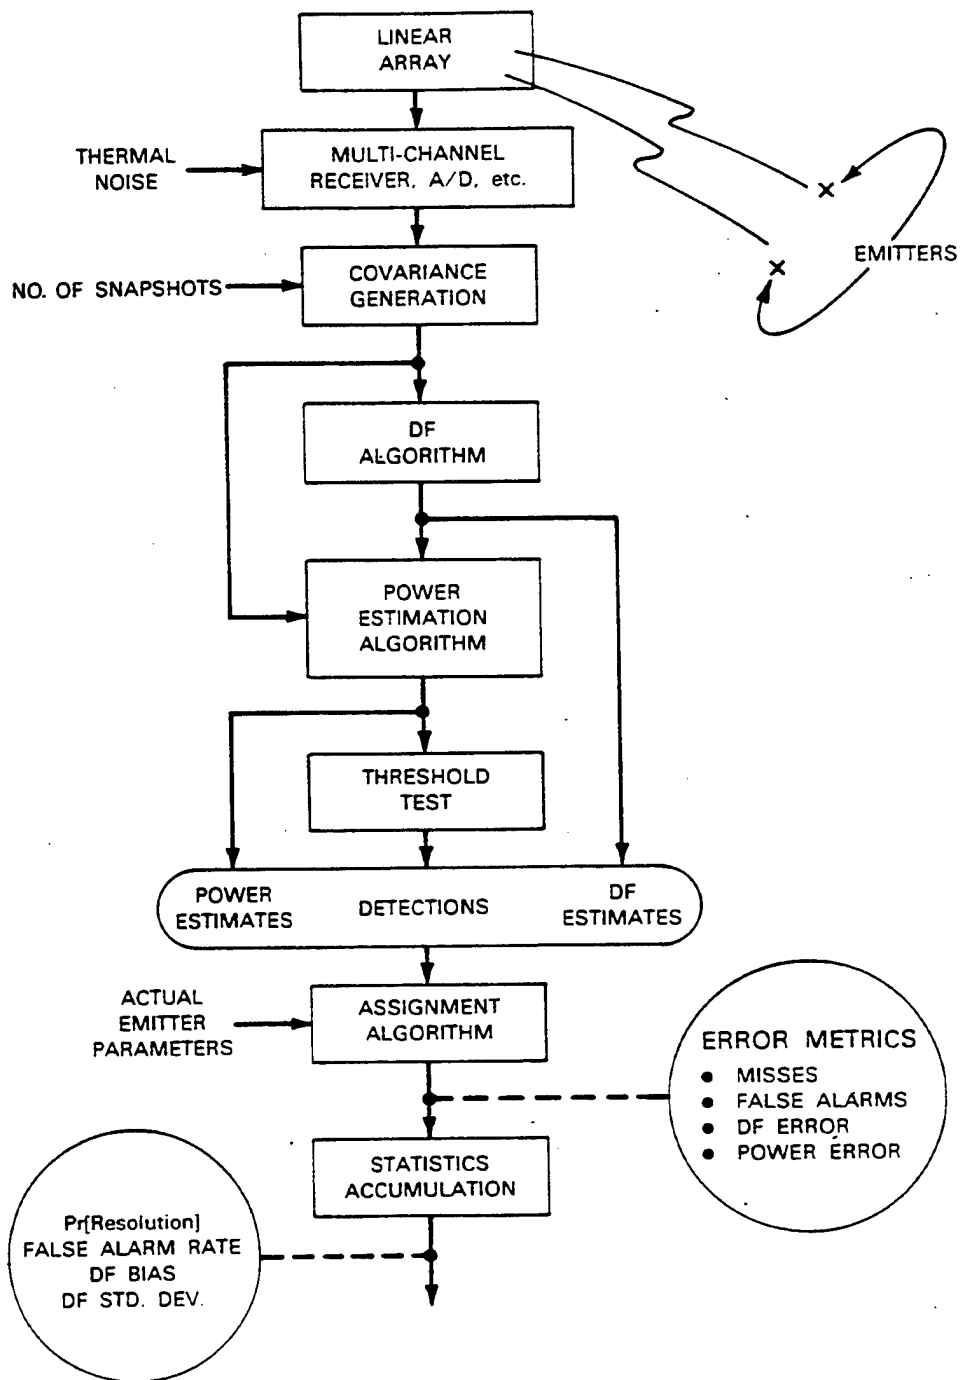 LINEAR
ARRAY
THERMAL
NOISE
MULTI-CHANNEL
RECEIVER, A/D, etc.
EMITTERS
NO. OF SNAPSHOTS
COVARIANCE
GENERATION
DF
ALGORITHM
POWER
ESTIMATION
ALGORITHM
THRESHOLD
TEST
POWER
ESTIMATES
DETECTIONS
DF
ESTIMATES
ACTUAL
EMITTER
PARAMETERS
ASSIGNMENT
ALGORITHM
ERROR METRICS
• MISSES
• FALSE ALARMS
• DF ERROR
• POWER ERROR
STATISTICS
ACCUMULATION
Pr[Resolution]
FALSE ALARM RATE
DF BIAS
DF STD. DEV.